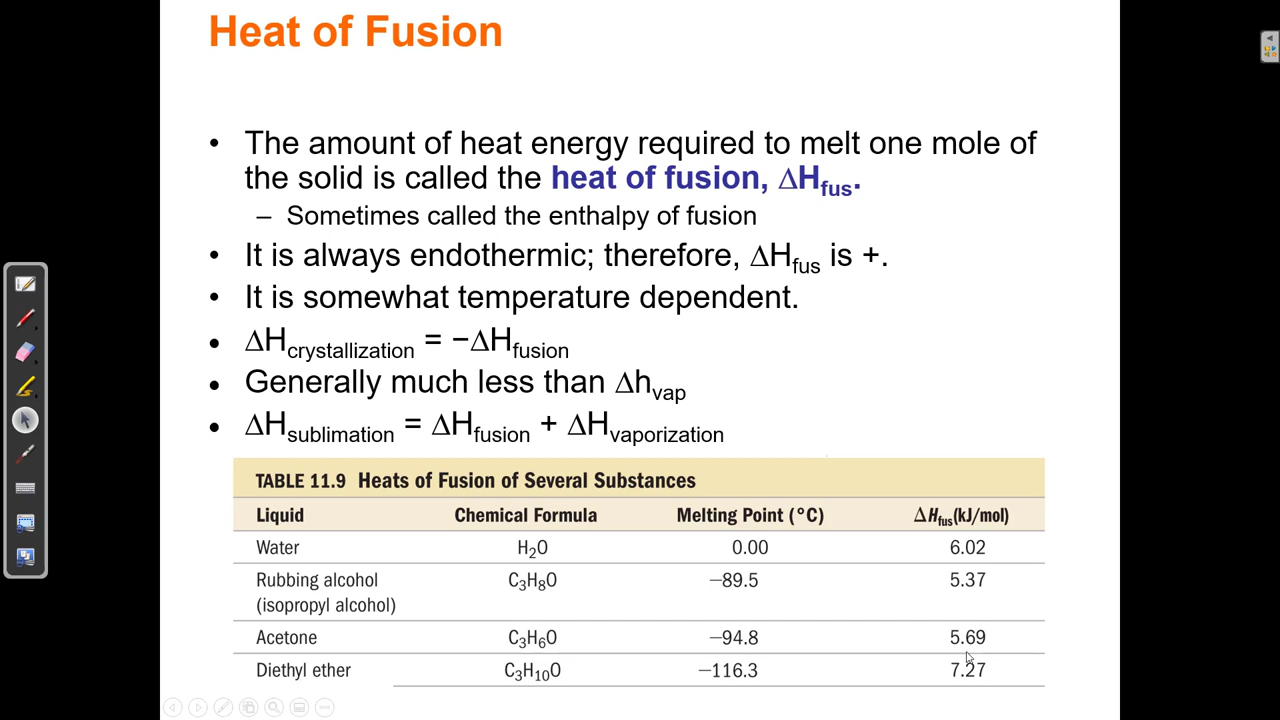 Heat of Fusion
• The amount of heat energy required to melt one mole of
the solid is called the heat of fusion, ΔHfus.
– Sometimes called the enthalpy of fusion
• It is always endothermic; therefore, ΔHfus is +.
• It is somewhat temperature dependent.
• ΔHcrystallization = −ΔHfusion
• Generally much less than Δhvap
• ΔHsublimation = ΔHfusion + ΔHvaporization
TABLE 11.9 Heats of Fusion of Several Substances
Liquid Chemical Formula Melting Point (°C) ΔHfus(kJ/mol)
Water H₂O 0.00 6.02
Rubbing alcohol C₃H₈O −89.5 5.37
(isopropyl alcohol)
Acetone C₃H₆O −94.8 5.69
Diethyl ether C₃H₁₀O −116.3 7.27